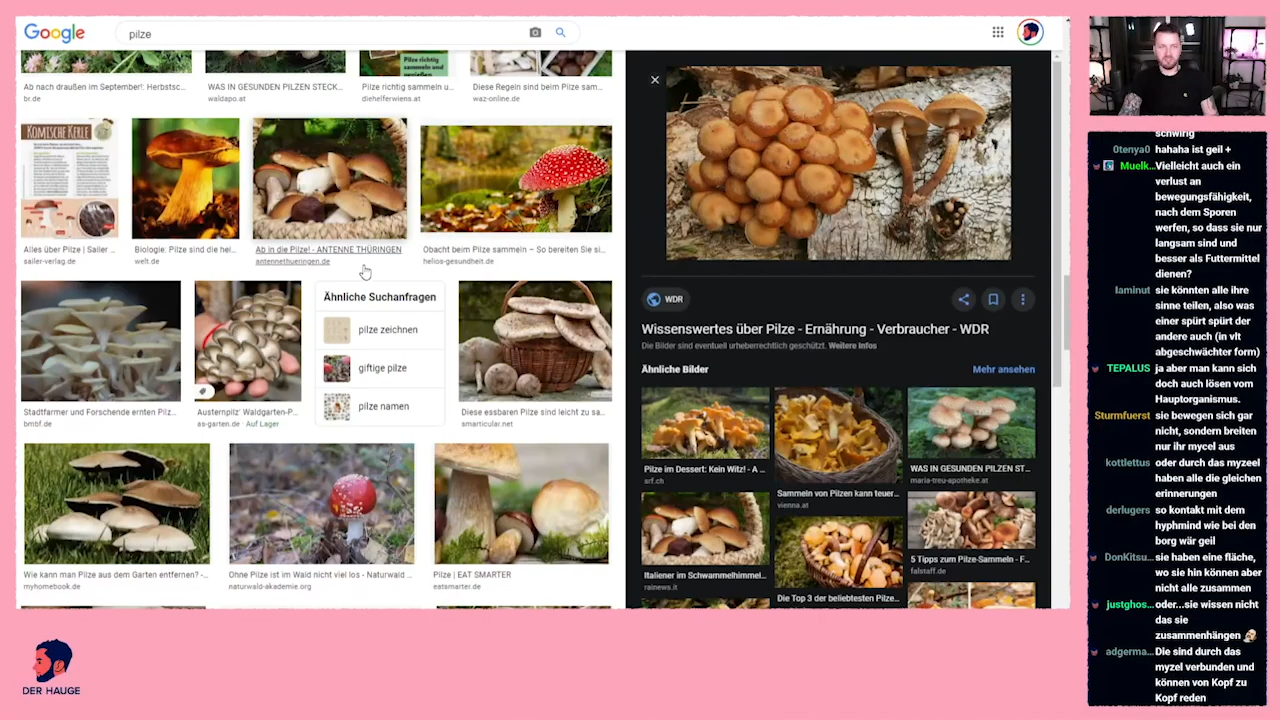 Google
pilze
Ab nach draußen im September!: Herbstsc...
br.de
WAS IN GESUNDEN PILZEN STECK...
waldapo.at
Pilze richtig
sammeln und
genießen
Pilze richtig sammeln u...
diehelferwiens.at
Diese Regeln sind beim Pilze sam...
waz-online.de
KOMISCHE KERLE
Alles über Pilze | Sailer ...
sailer-verlag.de
Biologie: Pilze sind die hei...
welt.de
Ab in die Pilze! - ANTENNE THÜRINGEN
antennethueringen.de
Obacht beim Pilze sammeln – So bereiten Sie si...
helios-gesundheit.de
Stadtfarmer und Forschende ernten Pilz...
bmbf.de
Austernpilz' Waldgarten-P...
as-garten.de · Auf Lager
Ähnliche Suchanfragen
pilze zeichnen
giftige pilze
pilze namen
Diese essbaren Pilze sind leicht zu sa...
smarticular.net
Wie kann man Pilze aus dem Garten entfernen? -...
myhomebook.de
Ohne Pilze ist im Wald nicht viel los - Naturwald ...
naturwald-akademie.org
Pilze | EAT SMARTER
eatsmarter.de
WDR
Wissenswertes über Pilze - Ernährung - Verbraucher - WDR
Die Bilder sind eventuell urheberrechtlich geschützt. Weitere Infos
Ähnliche Bilder
Mehr ansehen
Pilze im Dessert: Kein Witz! - A ...
srf.ch
Sammeln von Pilzen kann teuer...
vienna.at
WAS IN GESUNDEN PILZEN ST...
maria-treu-apotheke.at
Italiener im Schwammelhimmel...
rainews.it
Die Top 3 der beliebtesten Pilze...
5 Tipps zum Pilze-Sammeln - F...
falstaff.de
DER HAUGE
schwing
0tenya0 hahaha ist geil +
Muelk... Vielleicht auch ein
verlust an
bewegungsfähigkeit,
nach dem Sporen
werfen, so dass sie nur
langsam sind und
besser als Futtermittel
dienen?
laminut sie könnten alle ihre
sinne teilen, also was
einer spürt spürt der
andere auch (in vlt
abgeschwächter form)
TEPALUS ja aber man kann sich
doch auch lösen vom
Hauptorganismus.
Sturmfuerst sie bewegen sich gar
nicht, sondern breiten
nur ihr mycel aus
kottlettus oder durch das myzeel
haben alle die gleichen
erinnerungen
derlugers so kontakt mit dem
hyphmind wie bei den
borg wär geil
DonKitsu... sie haben eine fläche,
wo sie hin können aber
nicht alle zusammen
justghos... oder...sie wissen nicht
das sie
zusammenhängen
adgerma... Die sind durch das
myzel verbunden und
können von Kopf zu
Kopf reden